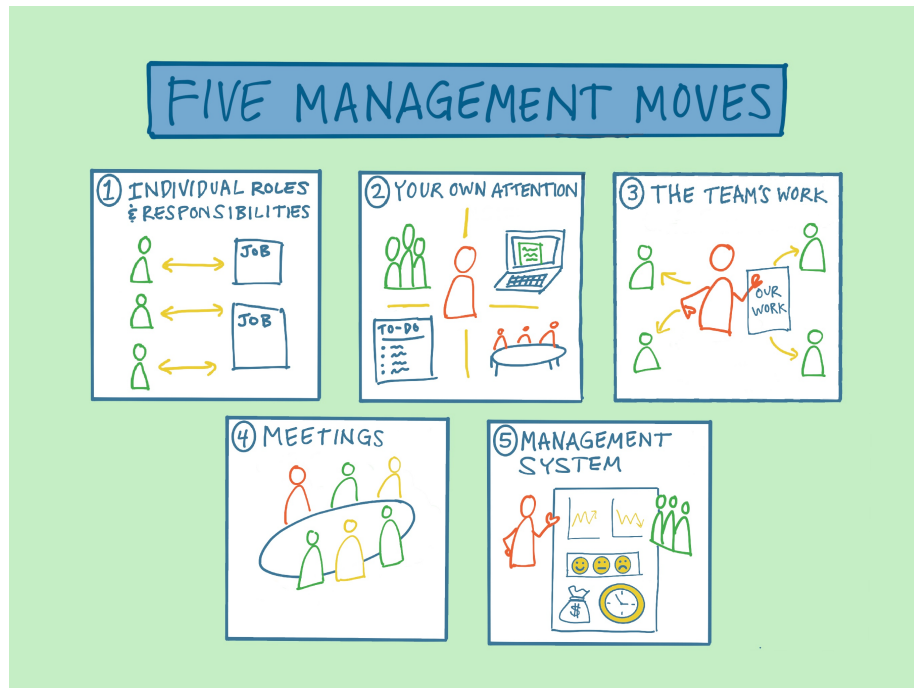 FIVE MANAGEMENT MOVES
① INDIVIDUAL ROLES
& RESPONSIBILITIES
JOB
JOB
② YOUR OWN ATTENTION
TO-DO
③ THE TEAM'S WORK
OUR
WORK
④ MEETINGS
⑤ MANAGEMENT
SYSTEM
$